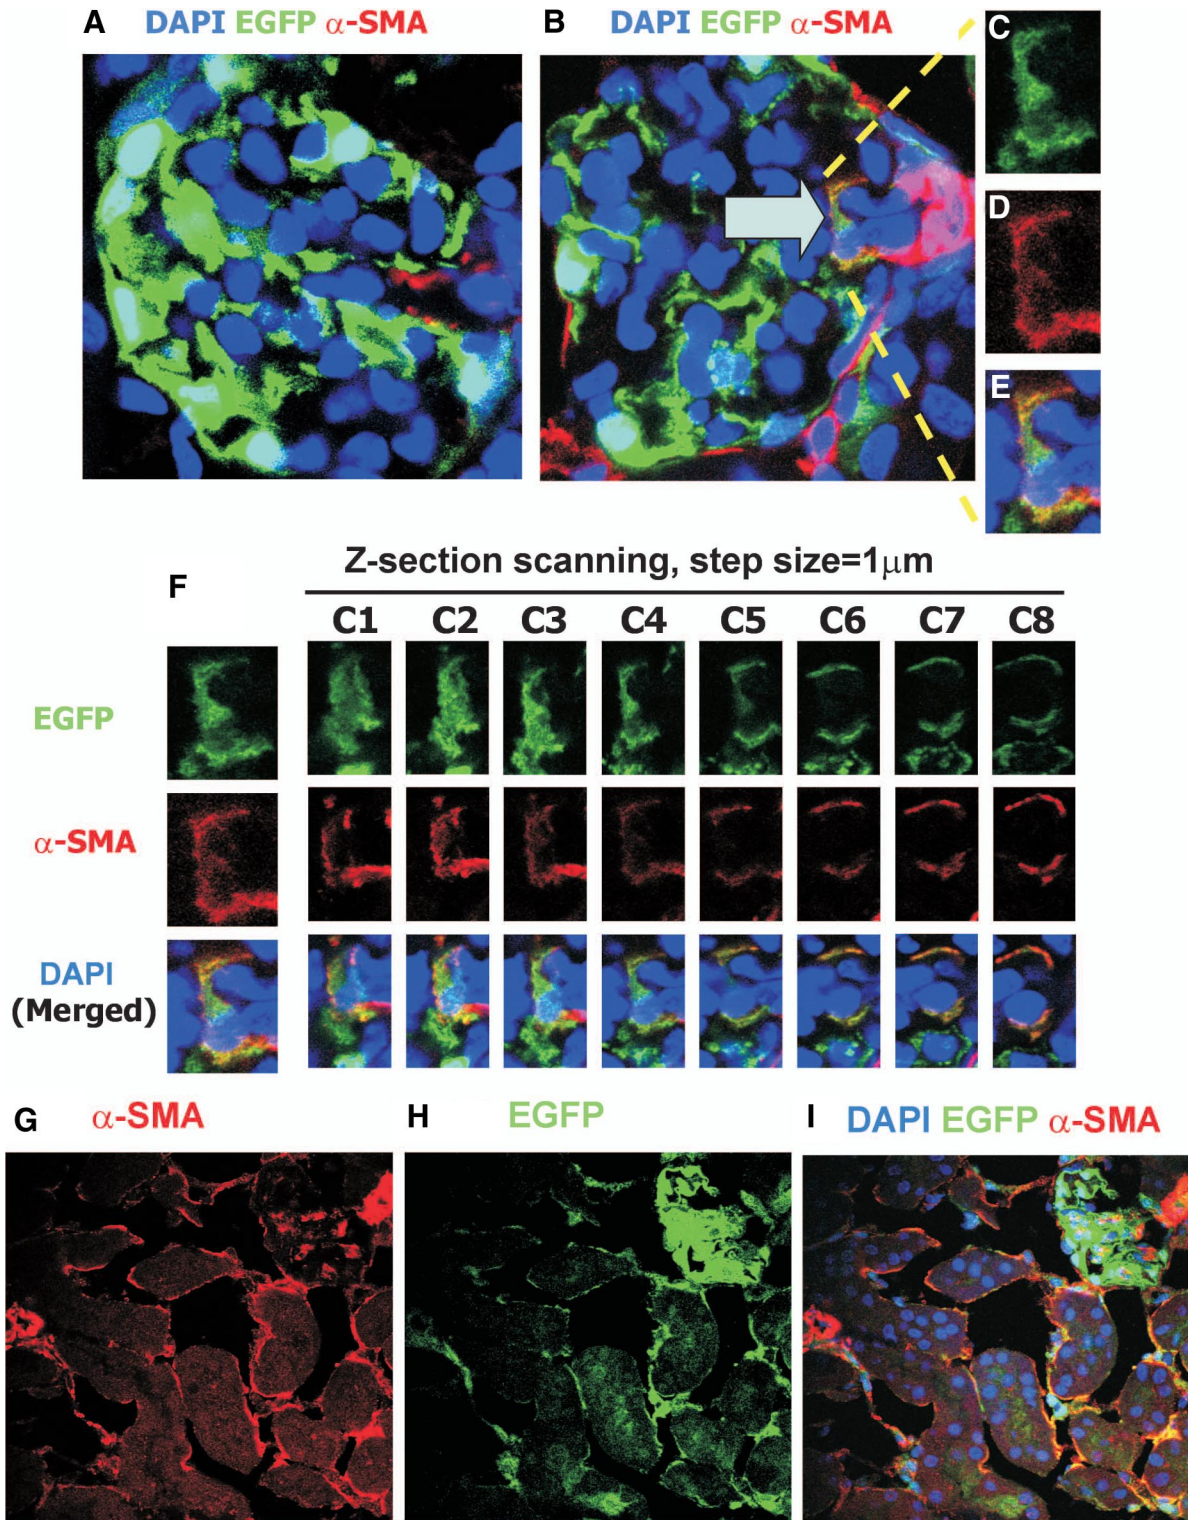 A DAPI EGFP α-SMA
B DAPI EGFP α-SMA
C
D
E
F
Z-section scanning, step size=1μm
C1 C2 C3 C4 C5 C6 C7 C8
EGFP
α-SMA
DAPI
(Merged)
G α-SMA
H EGFP
I DAPI EGFP α-SMA